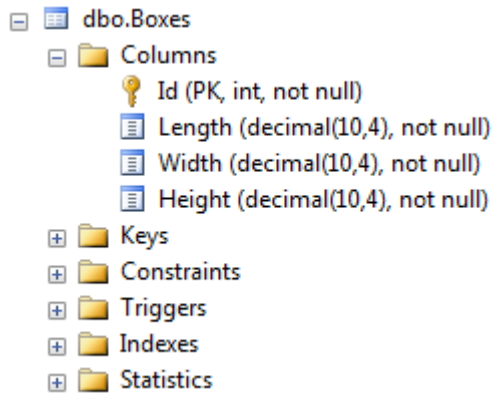 dbo.Boxes
Columns
Id (PK, int, not null)
Length (decimal(10,4), not null)
Width (decimal(10,4), not null)
Height (decimal(10,4), not null)
Keys
Constraints
Triggers
Indexes
Statistics